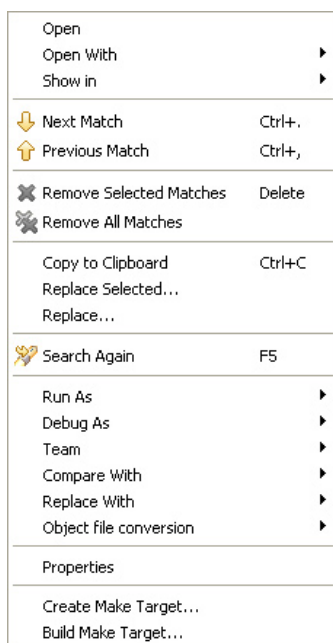 Open
Open With
Show in
Next Match Ctrl+.
Previous Match Ctrl+,
Remove Selected Matches Delete
Remove All Matches
Copy to Clipboard Ctrl+C
Replace Selected...
Replace...
Search Again F5
Run As
Debug As
Team
Compare With
Replace With
Object file conversion
Properties
Create Make Target...
Build Make Target...